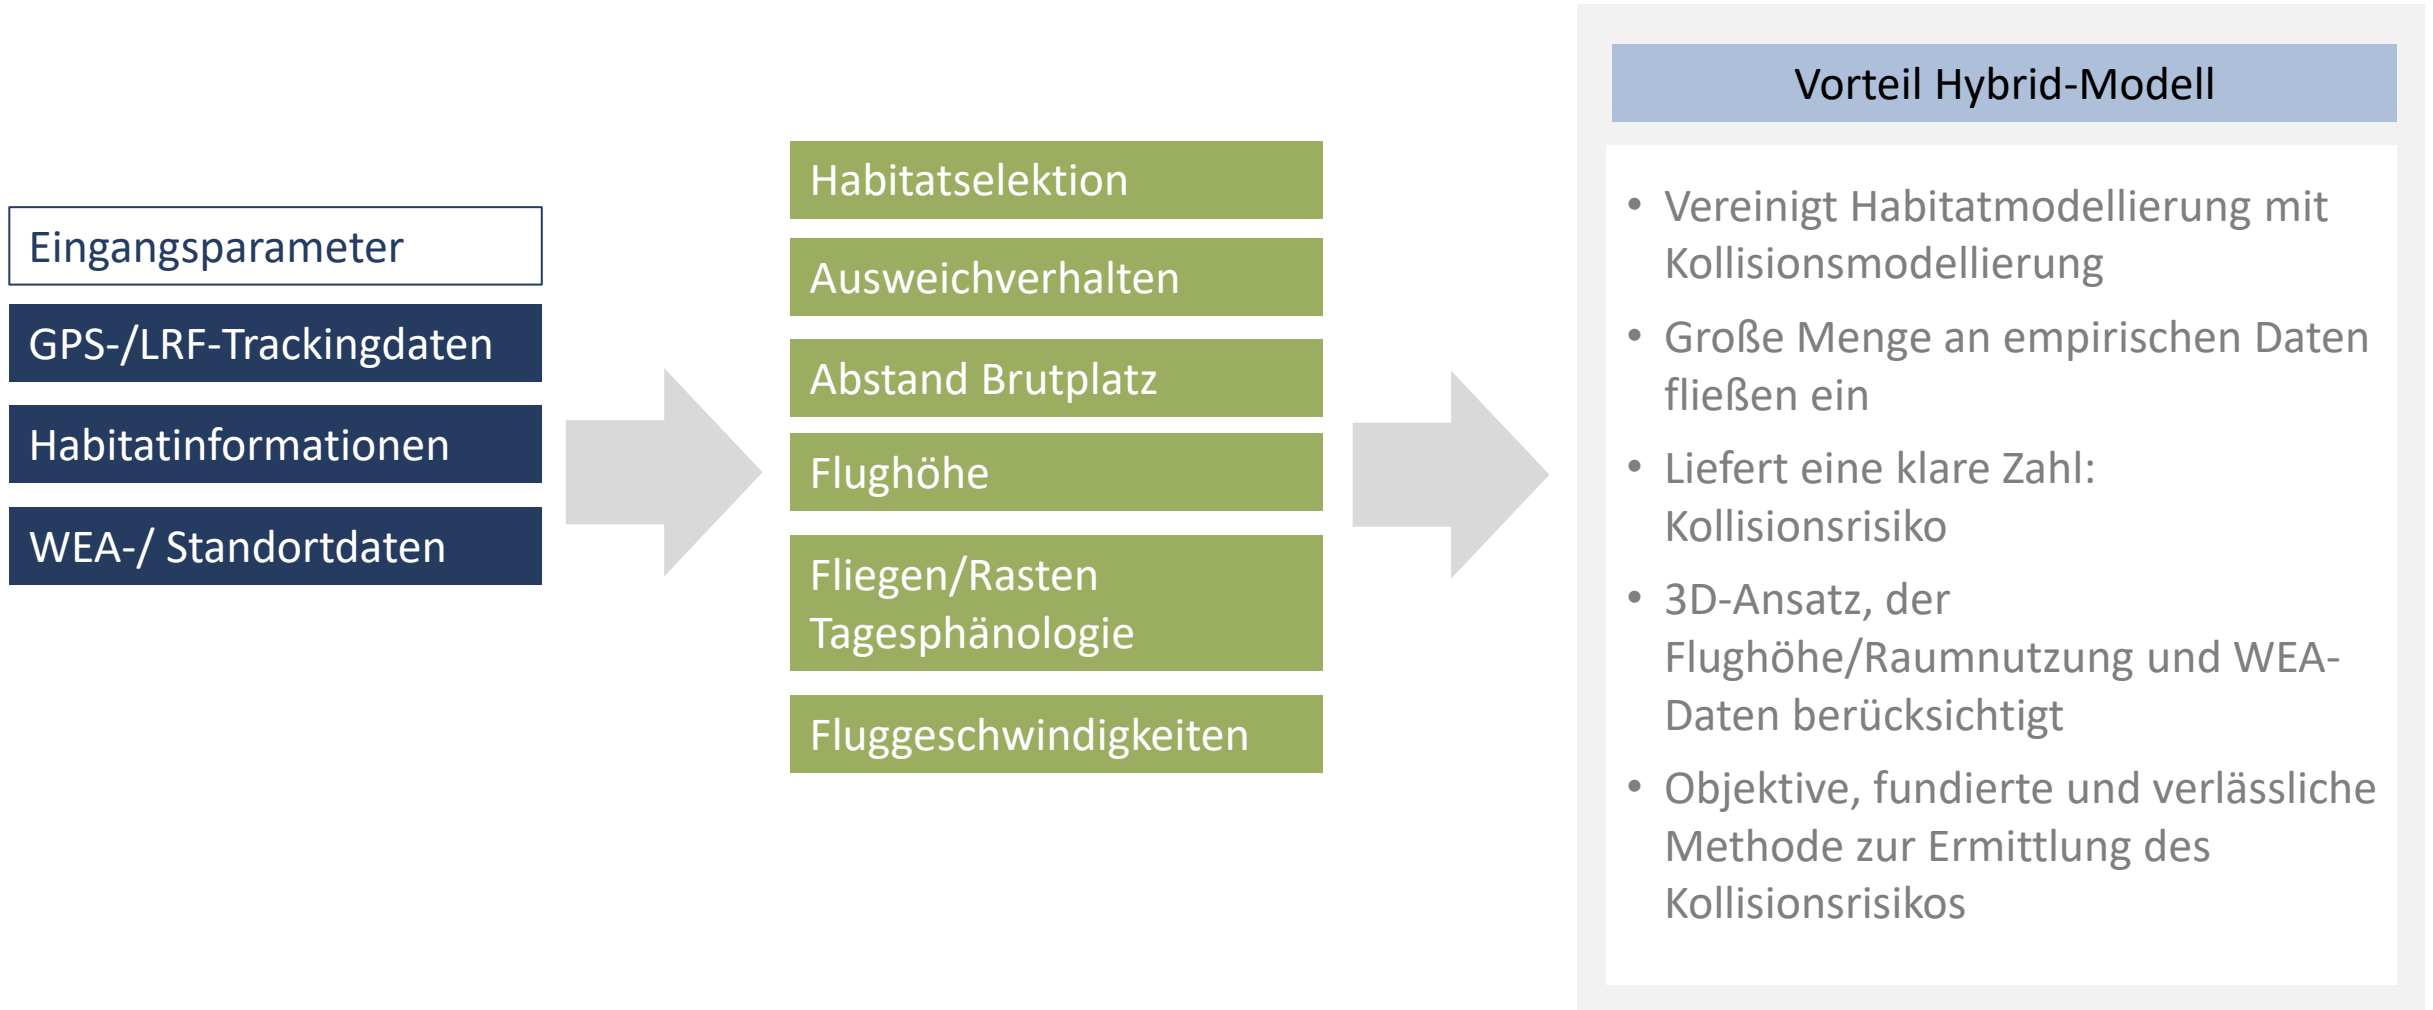 Eingangsparameter
GPS-/LRF-Trackingdaten
Habitatinformationen
WEA-/ Standortdaten
Habitatselektion
Ausweichverhalten
Abstand Brutplatz
Flughöhe
Fliegen/Rasten
Tagesphänologie
Fluggeschwindigkeiten
Vorteil Hybrid-Modell
• Vereinigt Habitatmodellierung mit
Kollisionsmodellierung
• Große Menge an empirischen Daten
fließen ein
• Liefert eine klare Zahl:
Kollisionsrisiko
• 3D-Ansatz, der
Flughöhe/Raumnutzung und WEA-
Daten berücksichtigt
• Objektive, fundierte und verlässliche
Methode zur Ermittlung des
Kollisionsrisikos